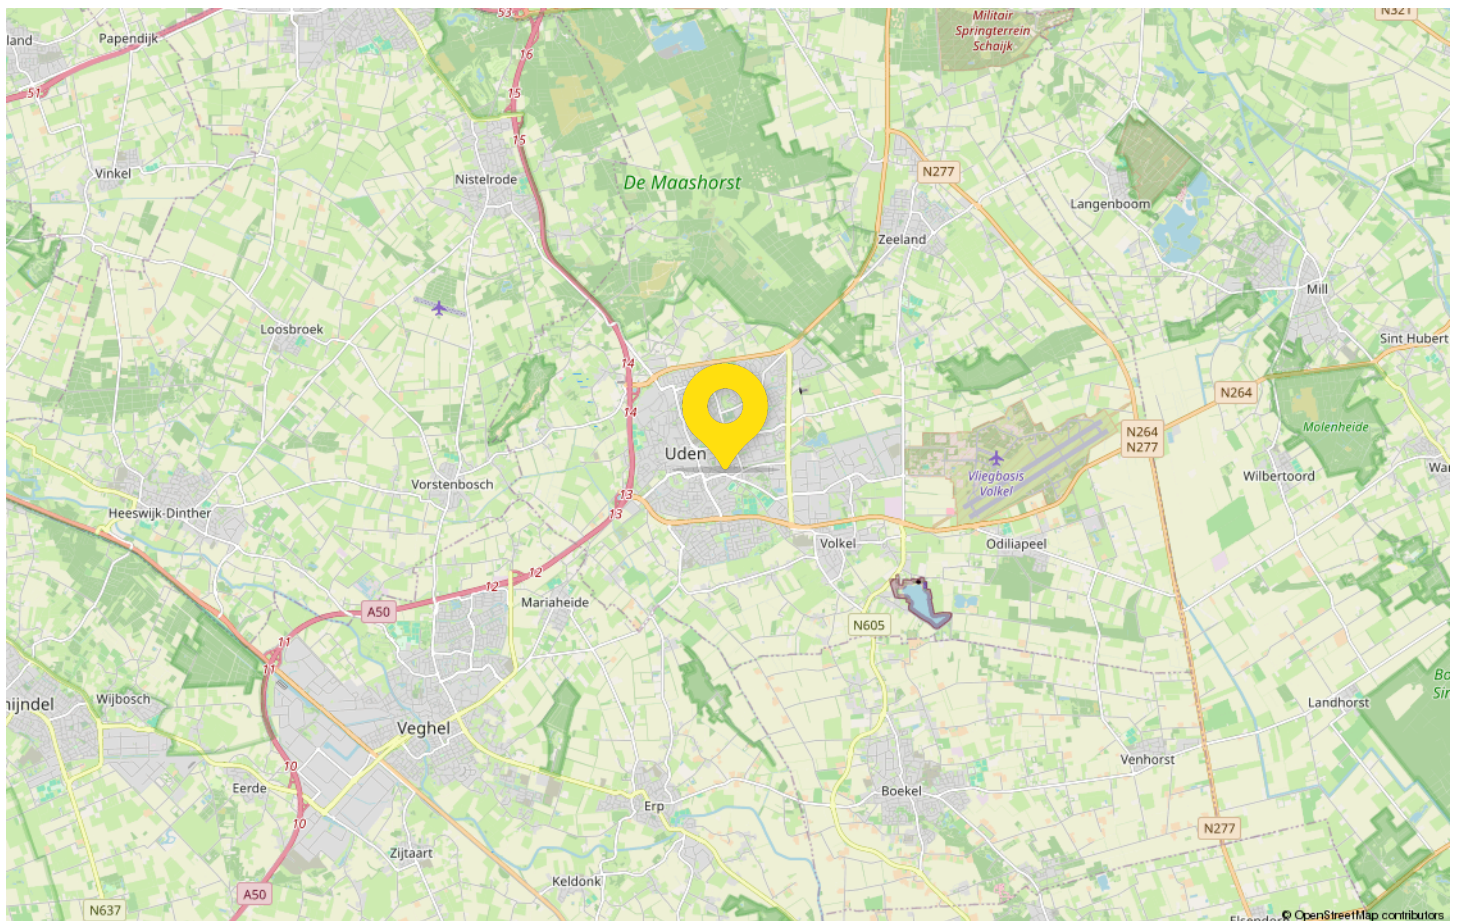 53
N321
Militair
Springterrein
Schaijk
land
Papendijk
16
51
15
15
Vinkel
Nistelrode
De Maashorst
N277
Langenboom
Zeeland
Mill
Loosbroek
Sint Hubert
14
14
N264
Uden
N264
N277
Molenheide
Vliegbasis
Volkel
Wilbertoord
Vorstenbosch
13
13
Heeswijk-Dinther
Volkel
Odiliapeel
12
12
Mariaheide
A50
N605
11
11
Wijbosch
hijndel
Landhorst
Veghel
Venhorst
10
Eerde
Boekel
Erp
10
N277
Zijtaart
Keldonk
A50
N637
© OpenStreetMap contributors